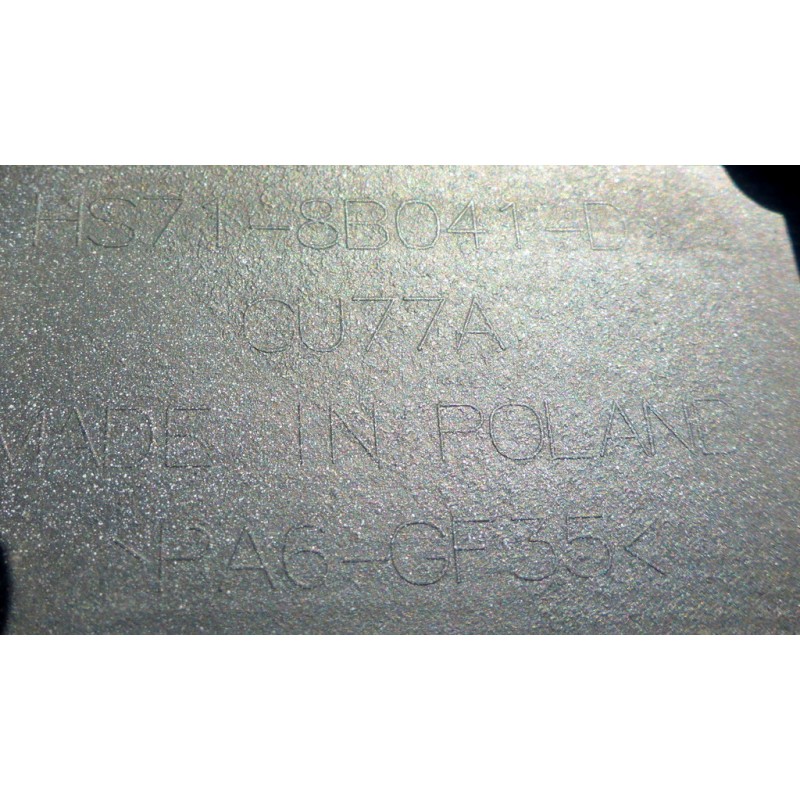 HS71-8B041-D
CU77A
MADE IN POLAND
>PA6-GF35<